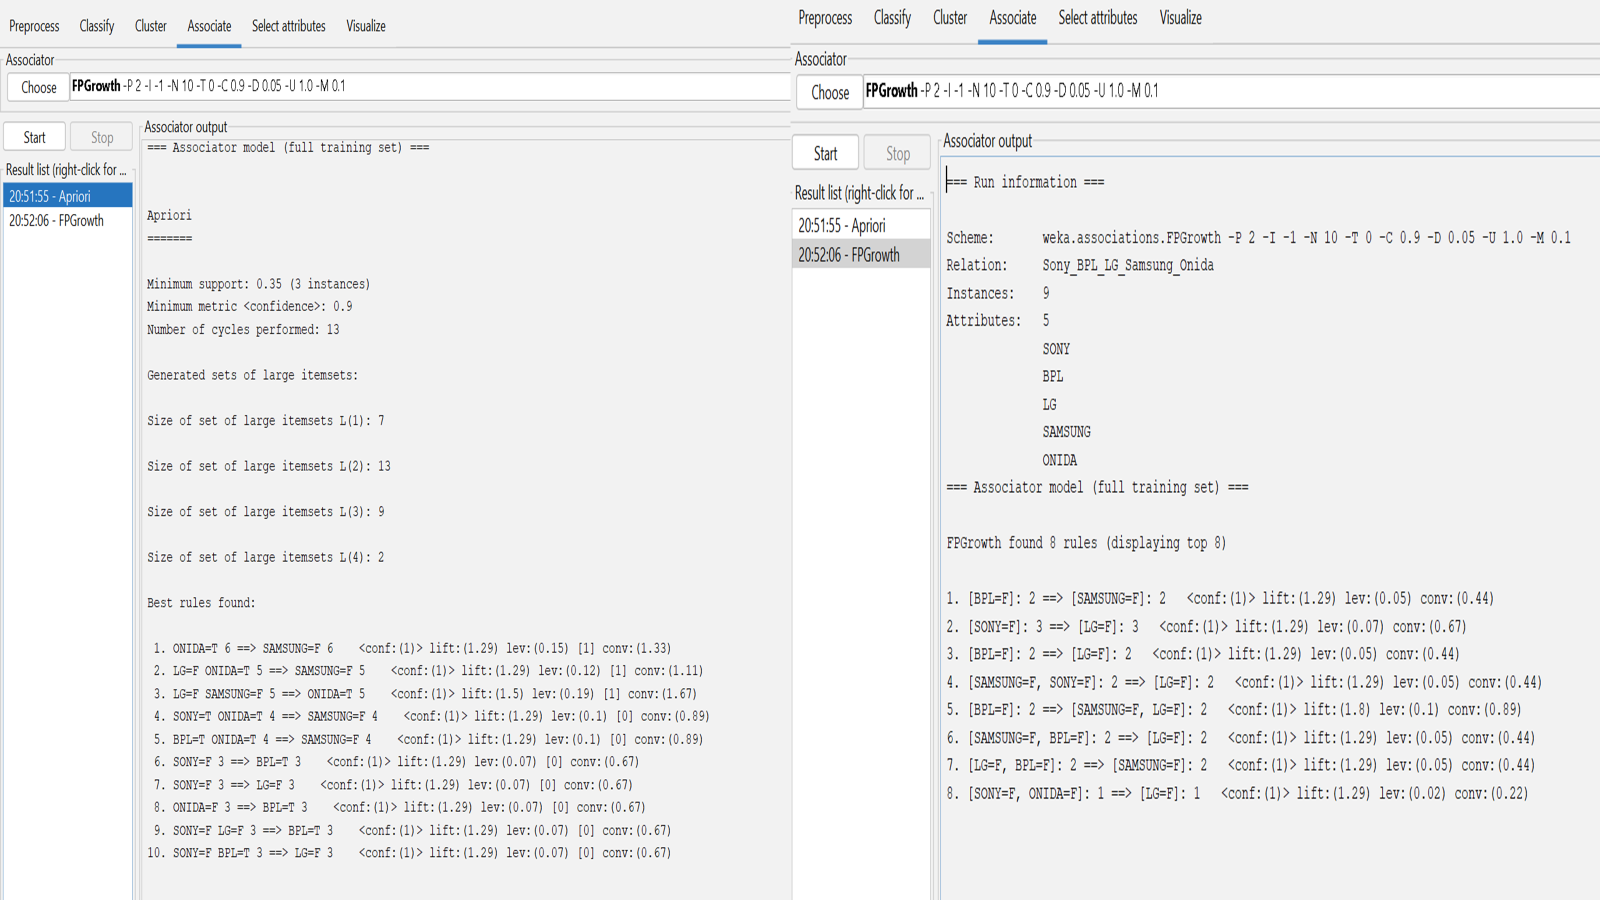 Preprocess Classify Cluster Associate Select attributes Visualize
Associator
Choose FPGrowth -P 2 -I -1 -N 10 -T 0 -C 0.9 -D 0.05 -U 1.0 -M 0.1
Start Stop
Result list (right-click for ...
20:51:55 - Apriori
20:52:06 - FPGrowth
Associator output
=== Associator model (full training set) ===
Apriori
=======
Minimum support: 0.35 (3 instances)
Minimum metric <confidence>: 0.9
Number of cycles performed: 13
Generated sets of large itemsets:
Size of set of large itemsets L(1): 7
Size of set of large itemsets L(2): 13
Size of set of large itemsets L(3): 9
Size of set of large itemsets L(4): 2
Best rules found:
1. ONIDA=T 6 ==> SAMSUNG=F 6 <conf:(1)> lift:(1.29) lev:(0.15) [1] conv:(1.33)
2. LG=F ONIDA=T 5 ==> SAMSUNG=F 5 <conf:(1)> lift:(1.29) lev:(0.12) [1] conv:(1.11)
3. LG=F SAMSUNG=F 5 ==> ONIDA=T 5 <conf:(1)> lift:(1.5) lev:(0.19) [1] conv:(1.67)
4. SONY=T ONIDA=T 4 ==> SAMSUNG=F 4 <conf:(1)> lift:(1.29) lev:(0.1) [0] conv:(0.89)
5. BPL=T ONIDA=T 4 ==> SAMSUNG=F 4 <conf:(1)> lift:(1.29) lev:(0.1) [0] conv:(0.89)
6. SONY=F 3 ==> BPL=T 3 <conf:(1)> lift:(1.29) lev:(0.07) [0] conv:(0.67)
7. SONY=F 3 ==> LG=F 3 <conf:(1)> lift:(1.29) lev:(0.07) [0] conv:(0.67)
8. ONIDA=F 3 ==> BPL=T 3 <conf:(1)> lift:(1.29) lev:(0.07) [0] conv:(0.67)
9. SONY=F LG=F 3 ==> BPL=T 3 <conf:(1)> lift:(1.29) lev:(0.07) [0] conv:(0.67)
10. SONY=F BPL=T 3 ==> LG=F 3 <conf:(1)> lift:(1.29) lev:(0.07) [0] conv:(0.67)
Preprocess Classify Cluster Associate Select attributes Visualize
Associator
Choose FPGrowth -P 2 -I -1 -N 10 -T 0 -C 0.9 -D 0.05 -U 1.0 -M 0.1
Start Stop
Result list (right-click for ...
20:51:55 - Apriori
20:52:06 - FPGrowth
Associator output
=== Run information ===
Scheme: weka.associations.FPGrowth -P 2 -I -1 -N 10 -T 0 -C 0.9 -D 0.05 -U 1.0 -M 0.1
Relation: Sony_BPL_LG_Samsung_Onida
Instances: 9
Attributes: 5
SONY
BPL
LG
SAMSUNG
ONIDA
=== Associator model (full training set) ===
FPGrowth found 8 rules (displaying top 8)
1. [BPL=F]: 2 ==> [SAMSUNG=F]: 2 <conf:(1)> lift:(1.29) lev:(0.05) conv:(0.44)
2. [SONY=F]: 3 ==> [LG=F]: 3 <conf:(1)> lift:(1.29) lev:(0.07) conv:(0.67)
3. [BPL=F]: 2 ==> [LG=F]: 2 <conf:(1)> lift:(1.29) lev:(0.05) conv:(0.44)
4. [SAMSUNG=F, SONY=F]: 2 ==> [LG=F]: 2 <conf:(1)> lift:(1.29) lev:(0.05) conv:(0.44)
5. [BPL=F]: 2 ==> [SAMSUNG=F, LG=F]: 2 <conf:(1)> lift:(1.8) lev:(0.1) conv:(0.89)
6. [SAMSUNG=F, BPL=F]: 2 ==> [LG=F]: 2 <conf:(1)> lift:(1.29) lev:(0.05) conv:(0.44)
7. [LG=F, BPL=F]: 2 ==> [SAMSUNG=F]: 2 <conf:(1)> lift:(1.29) lev:(0.05) conv:(0.44)
8. [SONY=F, ONIDA=F]: 1 ==> [LG=F]: 1 <conf:(1)> lift:(1.29) lev:(0.02) conv:(0.22)